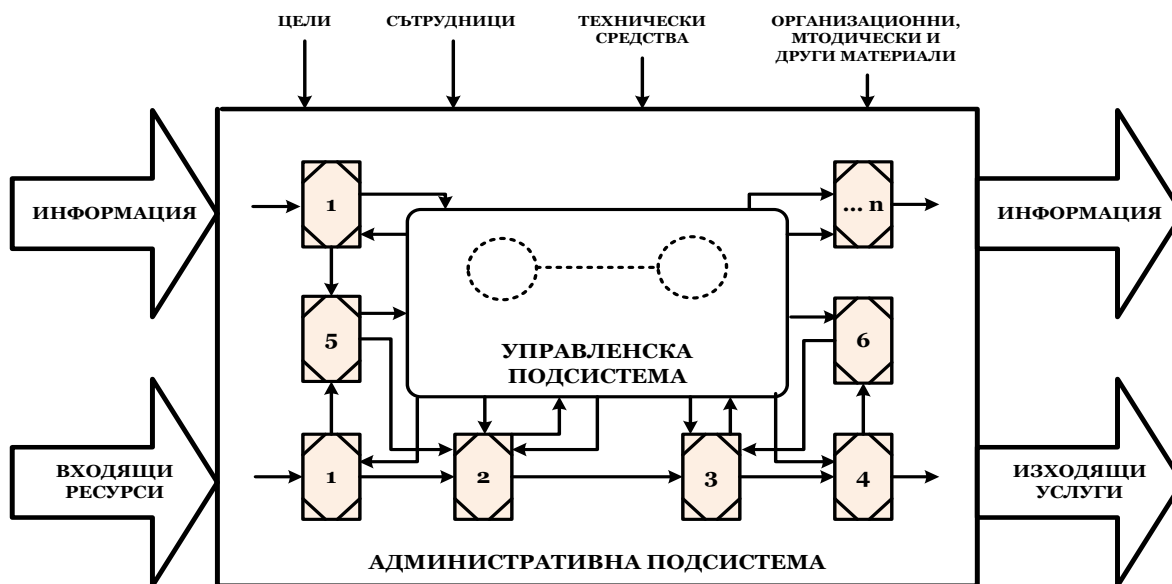 ЦЕЛИ
СЪТРУДНИЦИ
ТЕХНИЧЕСКИ
СРЕДСТВА
ОРГАНИЗАЦИОННИ,
МТОДИЧЕСКИ И
ДРУГИ МАТЕРИАЛИ
ИНФОРМАЦИЯ
1
... n
ИНФОРМАЦИЯ
5
6
УПРАВЛЕНСКА
ПОДСИСТЕМА
ВХОДЯЩИ
РЕСУРСИ
1
2
3
4
ИЗХОДЯЩИ
УСЛУГИ
АДМИНИСТРАТИВНА ПОДСИСТЕМА